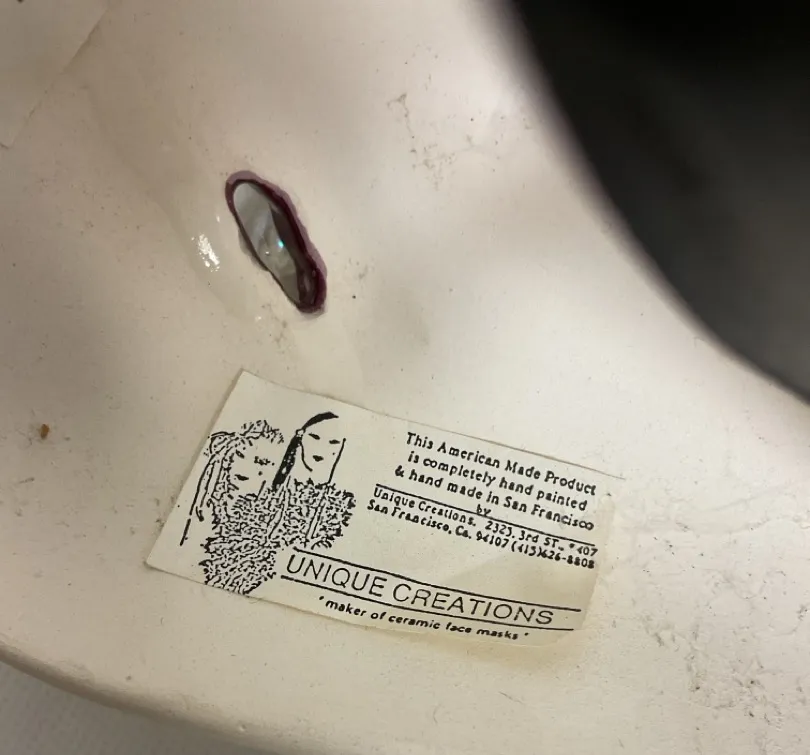 This American Made Product
is completely hand painted
& hand made in San Francisco
by
Unique Creations. 2323. 3rd ST. #407
San Francisco, Ca. 94107 (415)626-8808
UNIQUE CREATIONS
"maker of ceramic face masks"